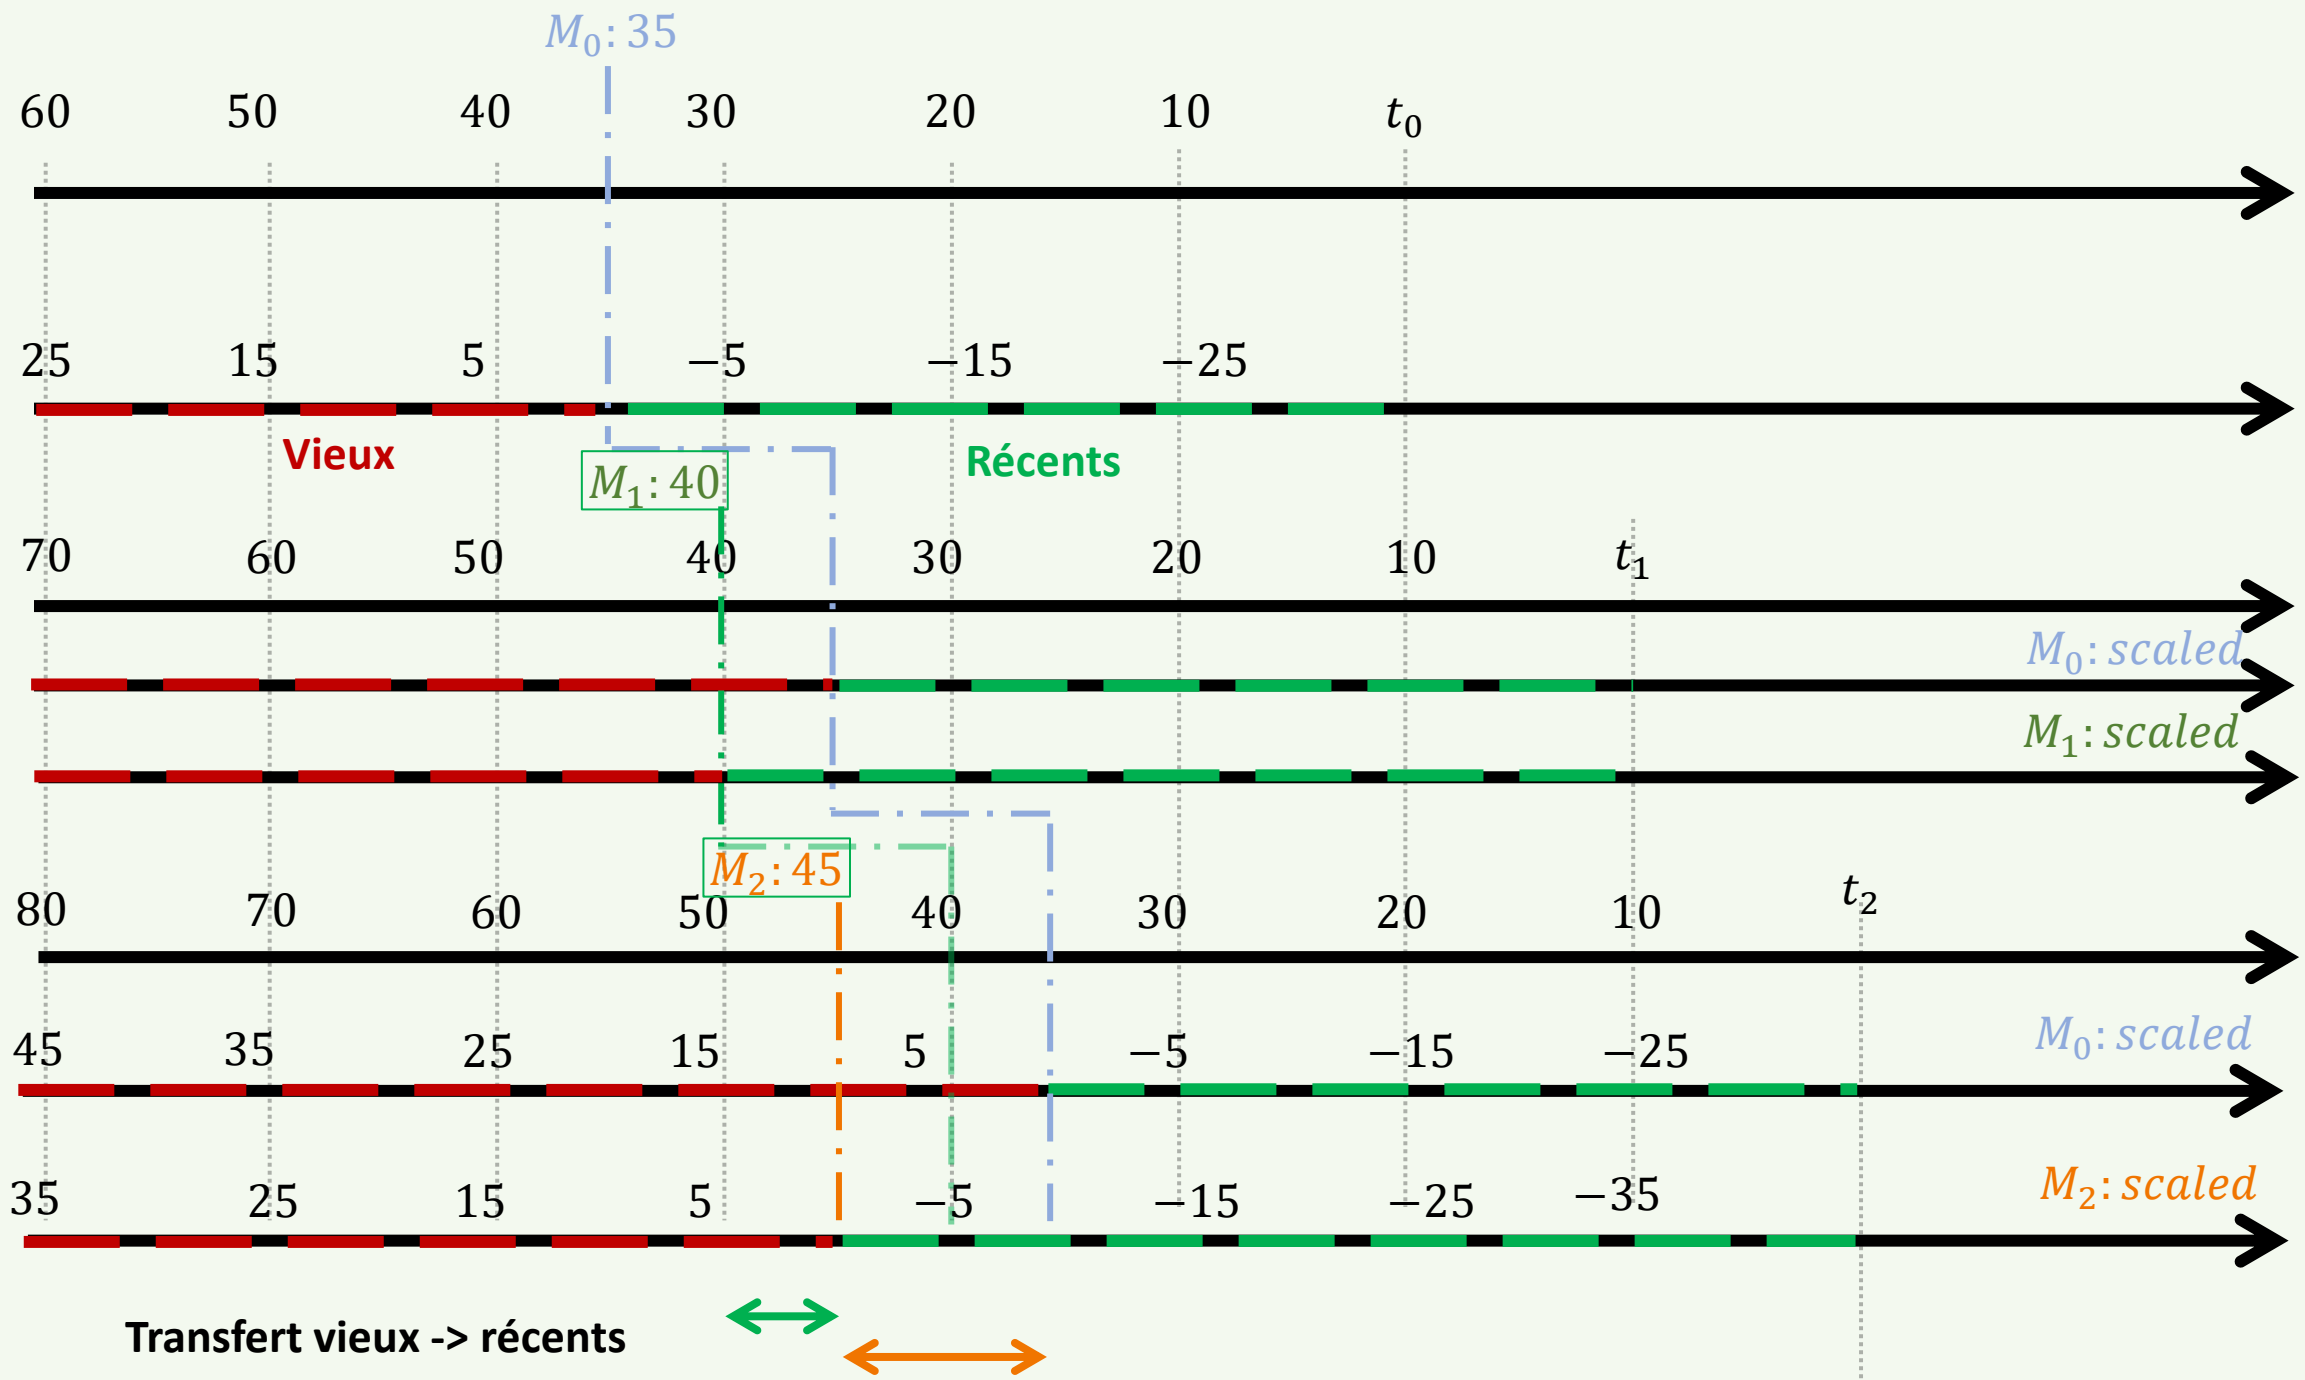 M₀: 35
60 50 40 30 20 10 t₀
25 15 5 −5 −15 −25
Vieux Récents
M₁: 40
70 60 50 40 30 20 10 t₁
M₀: scaled
M₁: scaled
M₂: 45
80 70 60 50 40 30 20 10 t₂
45 35 25 15 5 −5 −15 −25 M₀: scaled
35 25 15 5 −5 −15 −25 −35 M₂: scaled
Transfert vieux -> récents